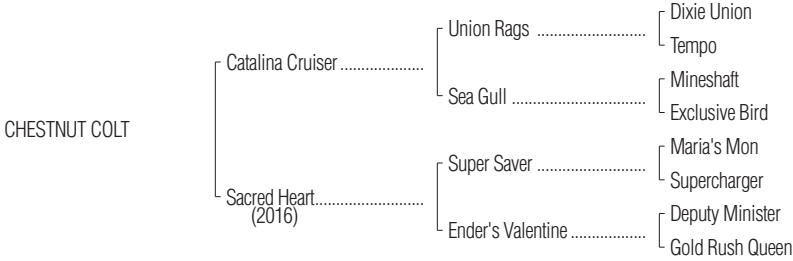 Dixie Union
Union Rags ........................
Tempo
Catalina Cruiser ...................
Mineshaft
Sea Gull ..............................
Exclusive Bird
CHESTNUT COLT
Maria's Mon
Super Saver ........................
Supercharger
Sacred Heart........................
(2016)
Deputy Minister
Ender's Valentine .................
Gold Rush Queen